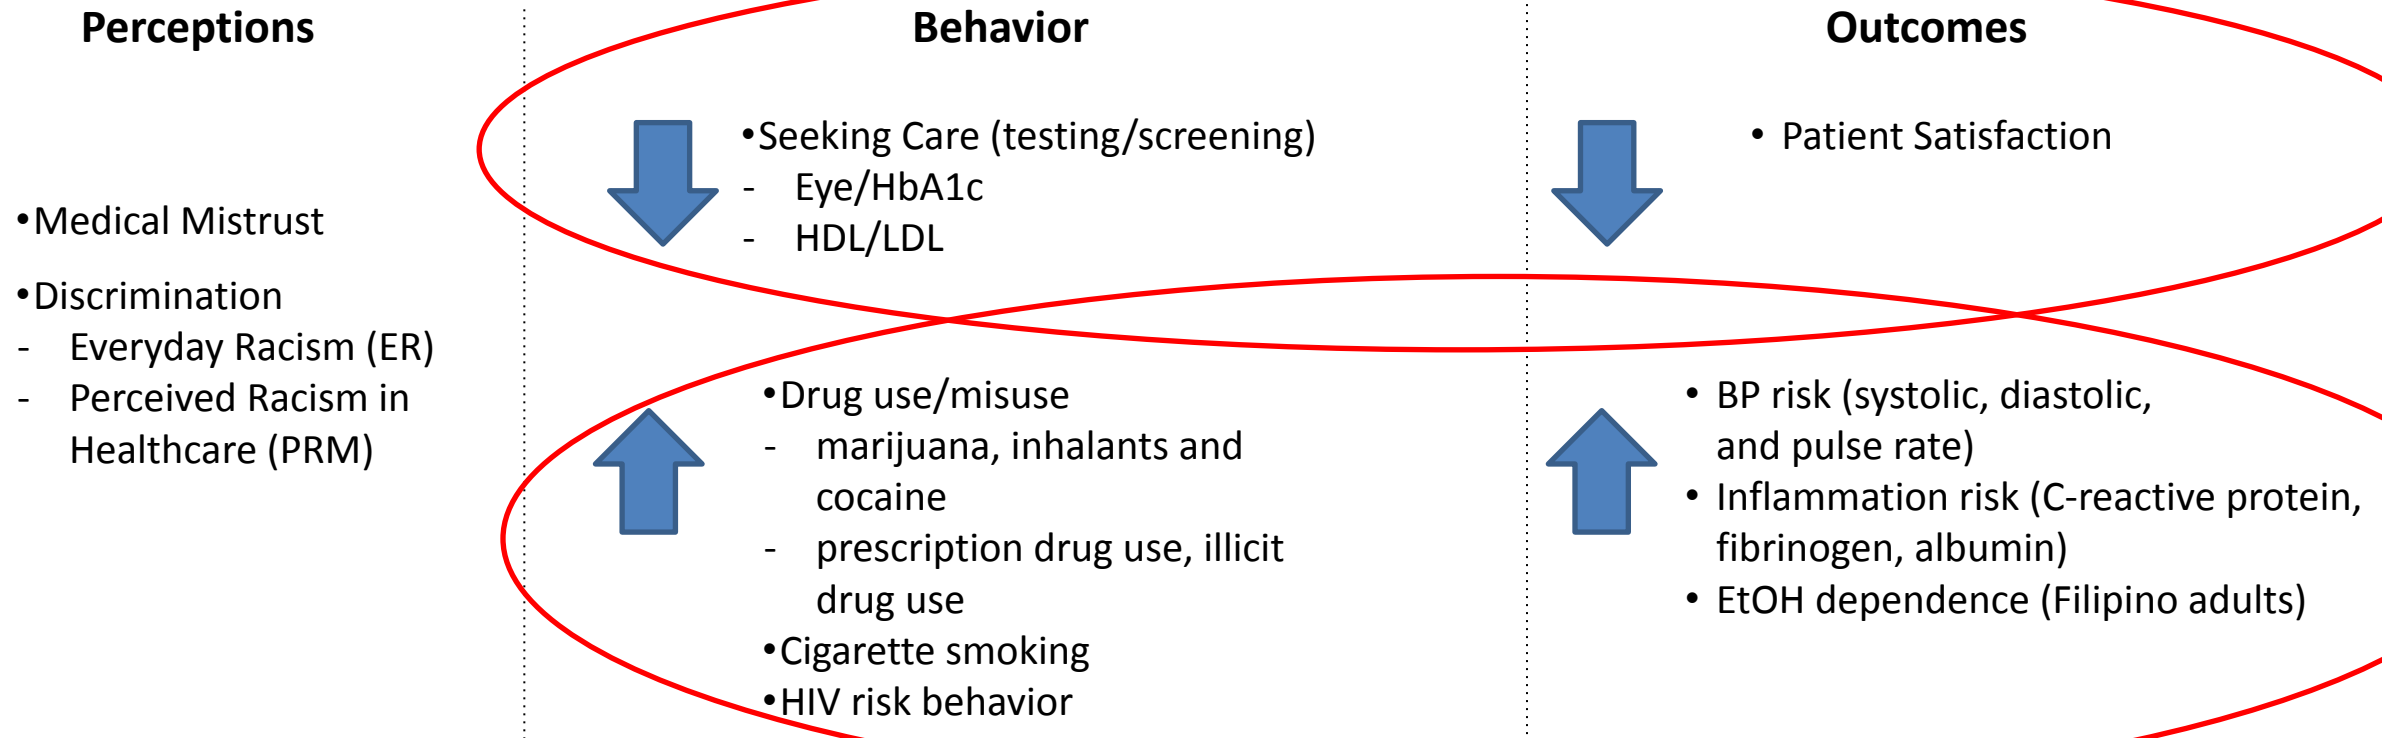 Perceptions
•Medical Mistrust
•Discrimination
- Everyday Racism (ER)
- Perceived Racism in
Healthcare (PRM)
Behavior
•Seeking Care (testing/screening)
- Eye/HbA1c
- HDL/LDL
•Drug use/misuse
- marijuana, inhalants and
cocaine
- prescription drug use, illicit
drug use
•Cigarette smoking
•HIV risk behavior
Outcomes
• Patient Satisfaction
• BP risk (systolic, diastolic,
and pulse rate)
• Inflammation risk (C-reactive protein,
fibrinogen, albumin)
• EtOH dependence (Filipino adults)